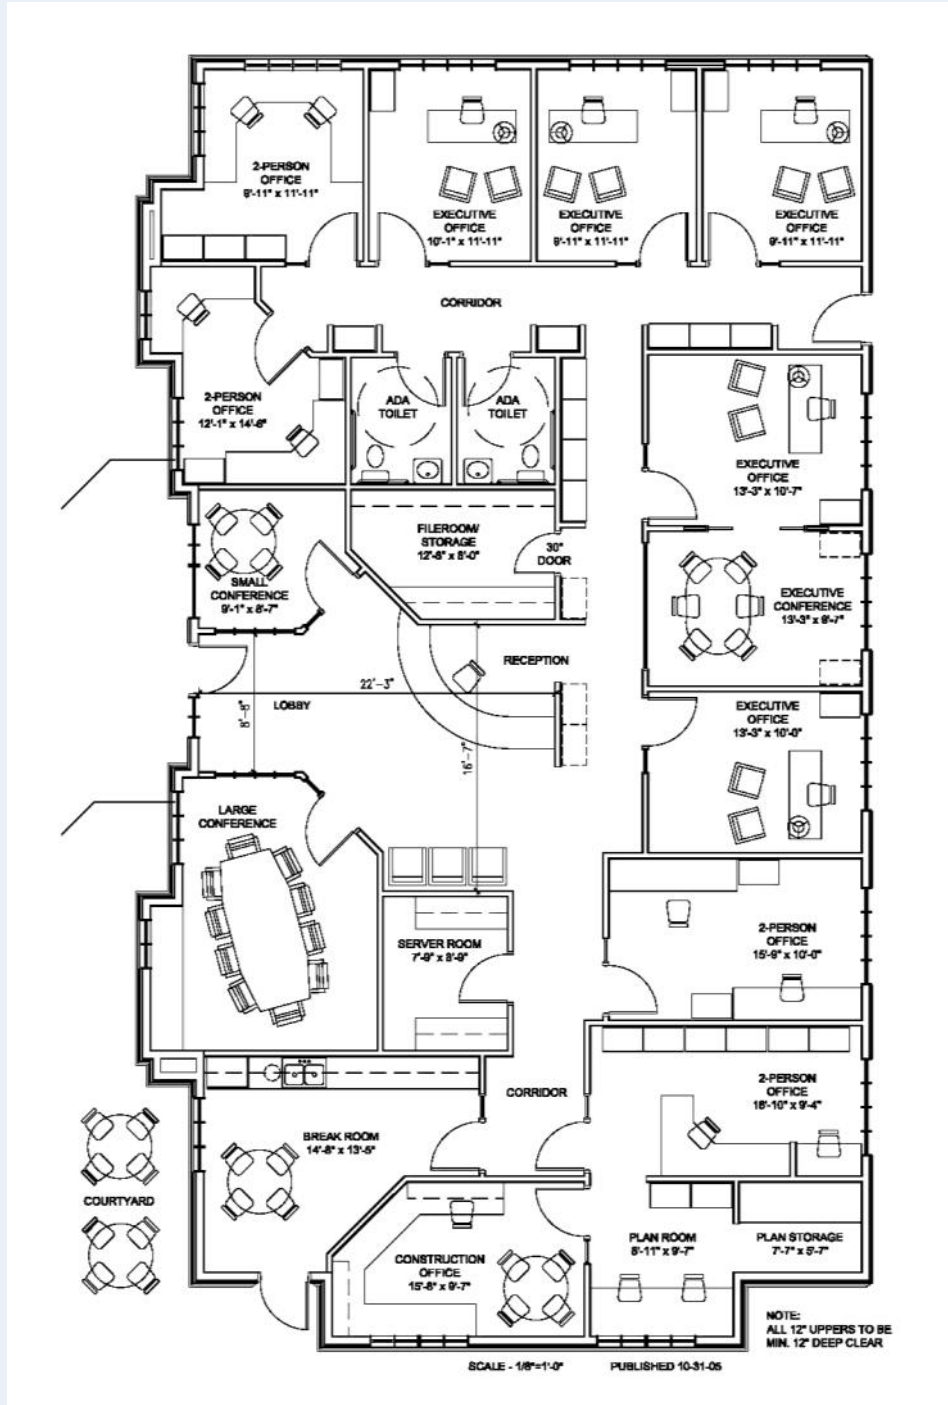 2-PERSON
OFFICE
9'-11" x 11'-11"
EXECUTIVE
OFFICE
10'-1" x 11'-11"
EXECUTIVE
OFFICE
9'-11" x 11'-11"
EXECUTIVE
OFFICE
9'-11" x 11'-11"
CORRIDOR
2-PERSON
OFFICE
12'-1" x 14'-6"
ADA
TOILET
ADA
TOILET
EXECUTIVE
OFFICE
13'-3" x 10'-7"
FILEROOM/
STORAGE
12'-6" x 8'-0"
30"
DOOR
SMALL
CONFERENCE
9'-1" x 8'-7"
EXECUTIVE
CONFERENCE
13'-3" x 9'-7"
RECEPTION
22'-3"
LOBBY
8'-8"
16'-7"
EXECUTIVE
OFFICE
13'-3" x 10'-0"
LARGE
CONFERENCE
SERVER ROOM
7'-9" x 8'-9"
2-PERSON
OFFICE
15'-9" x 10'-0"
CORRIDOR
2-PERSON
OFFICE
16'-10" x 9'-4"
BREAK ROOM
14'-8" x 13'-5"
COURTYARD
CONSTRUCTION
OFFICE
15'-8" x 9'-7"
PLAN ROOM
8'-11" x 9'-7"
PLAN STORAGE
7'-7" x 5'-7"
NOTE:
ALL 12" UPPERS TO BE
MIN. 12" DEEP CLEAR
SCALE - 1/8"=1'-0"
PUBLISHED 10-31-05